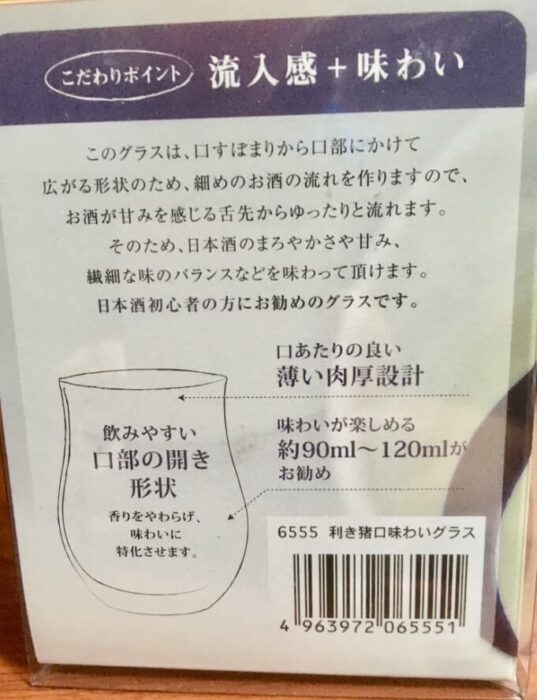 こだわりポイント 流入感+味わい
このグラスは、口すぼまりから口部にかけて
広がる形状のため、細めのお酒の流れを作りますので、
お酒が甘みを感じる舌先からゆったりと流れます。
そのため、日本酒のまろやかさや甘み、
繊細な味のバランスなどを味わって頂けます。
日本酒初心者の方にお勧めのグラスです。
口あたりの良い
薄い肉厚設計
味わいが楽しめる
約90ml〜120mlが
お勧め
飲みやすい
口部の開き
形状
香りをやわらげ、
味わいに
特化させます。
6555 利き猪口味わいグラス
4 963972 065551